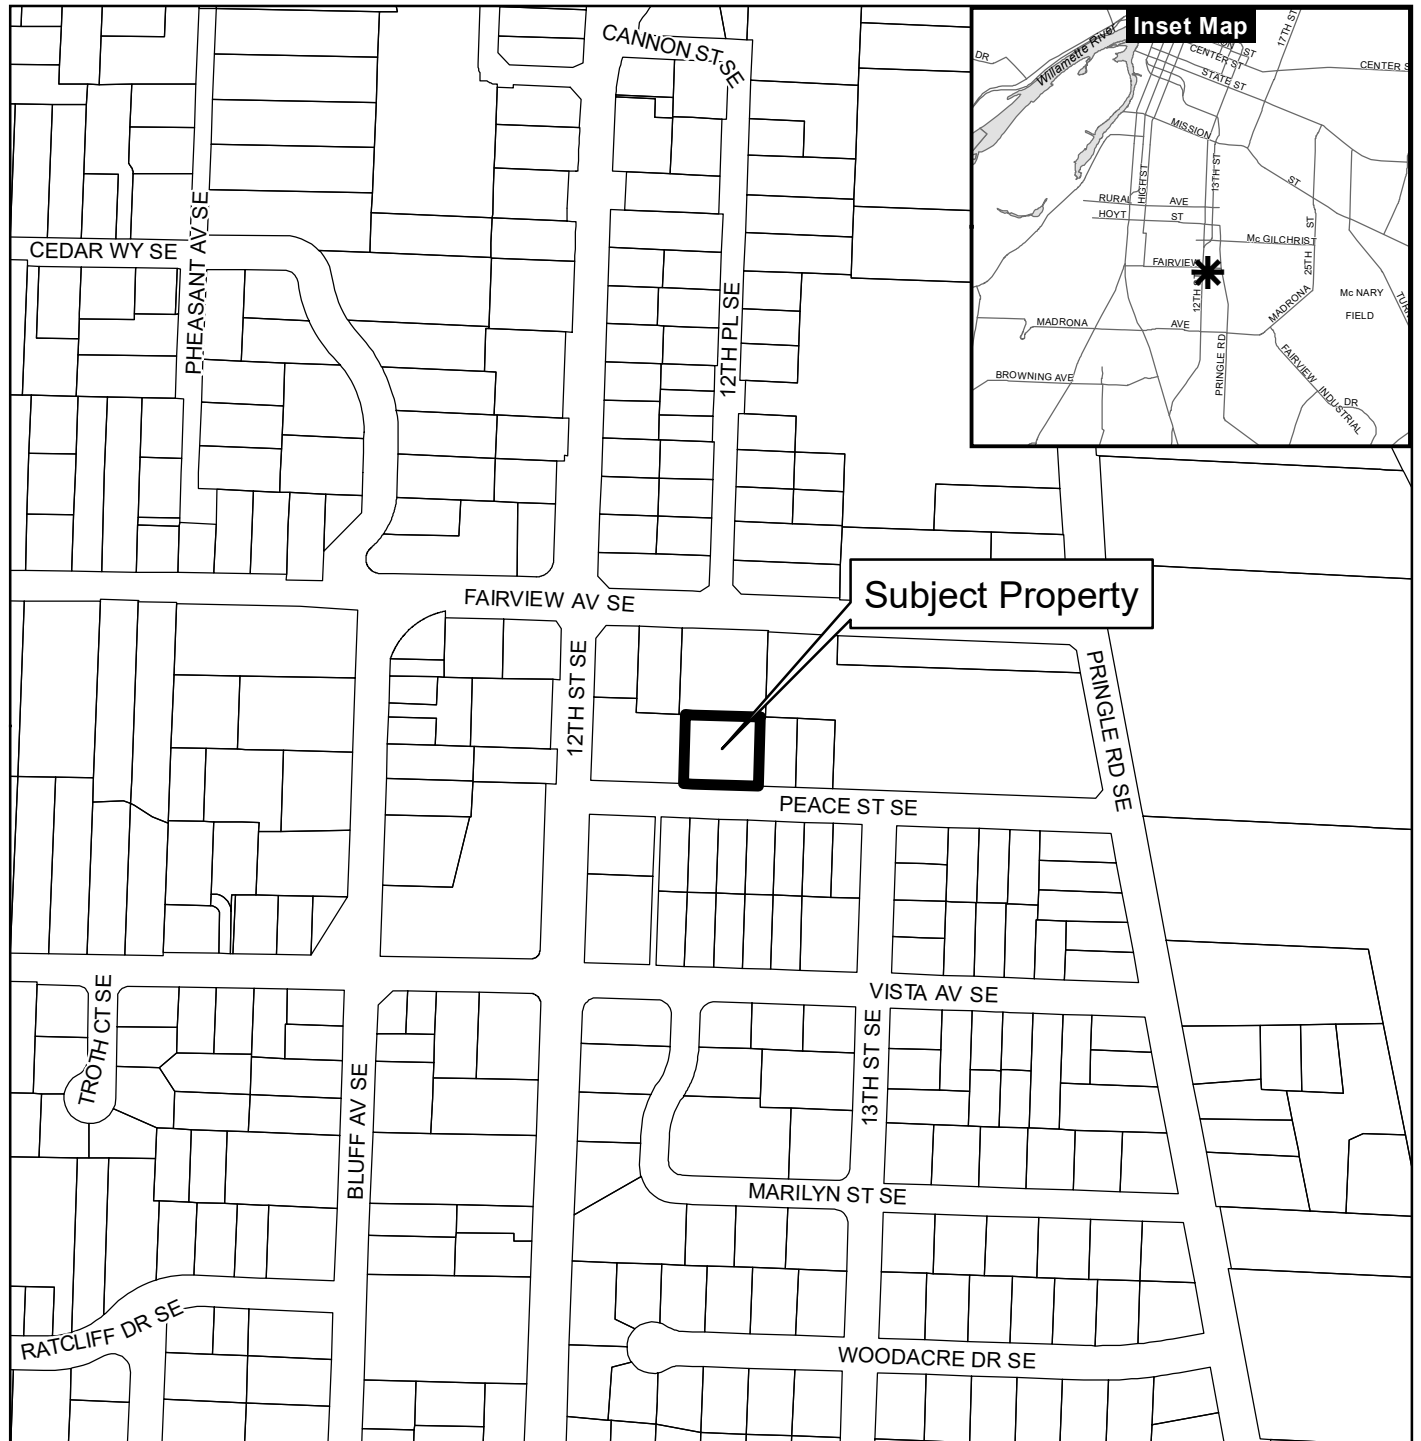 CANNON ST SE
Inset Map
Willamette River
DR
17TH ST
CENTER ST
STATE ST
CENTER S
MISSION
ST
13TH ST
HIGH ST
RURAL AVE
HOYT ST
Mc GILCHRIST
25TH ST
FAIRVIEW
12TH S
MADRONA
Mc NARY
FIELD
TURN
MADRONA AVE
PRINGLE RD
FAIRVIEW INDUSTRIAL
DR
BROWNING AVE
PHEASANT AV SE
CEDAR WY SE
12TH PL SE
Subject Property
FAIRVIEW AV SE
12TH ST SE
PRINGLE RD SE
PEACE ST SE
TROTH CT SE
VISTA AV SE
13TH ST SE
BLUFF AV SE
MARILYN ST SE
RATCLIFF DR SE
WOODACRE DR SE